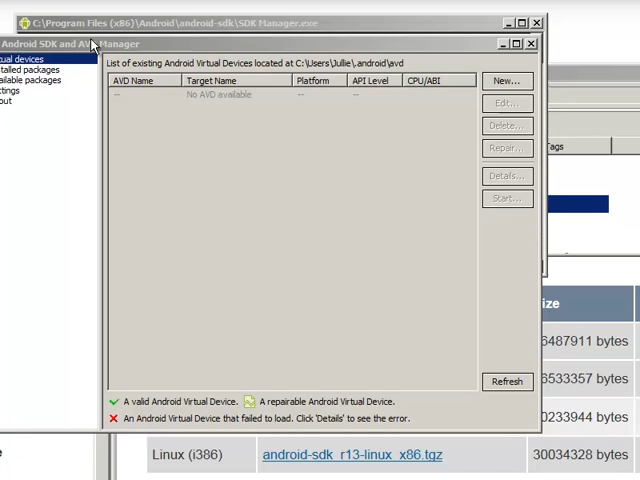 C:\Program Files (x86)\Android\android-sdk\SDK Manager.exe
Android SDK and AV Manager
tual devices
talled packages
ailable packages
ttings
out
List of existing Android Virtual Devices located at C:\Users\Jullie\.android\avd
AVD Name Target Name Platform API Level CPU/ABI
-- No AVD available -- --
New...
Edit...
Delete...
Repair...
Details...
Start...
Refresh
A valid Android Virtual Device. A repairable Android Virtual Device.
An Android Virtual Device that failed to load. Click 'Details' to see the error.
Tags
ize
6487911 bytes
6533357 bytes
0233944 bytes
Linux (i386) android-sdk_r13-linux_x86.tgz 30034328 bytes